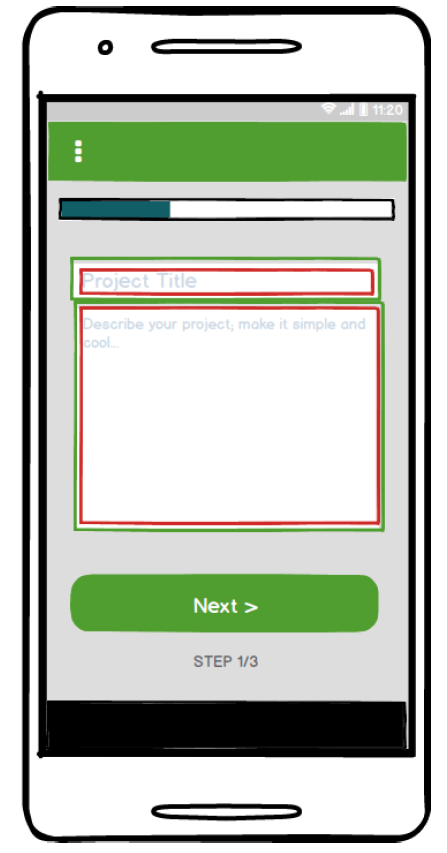 11:20
Project Title
Describe your project; make it simple and
cool...
Next >
STEP 1/3